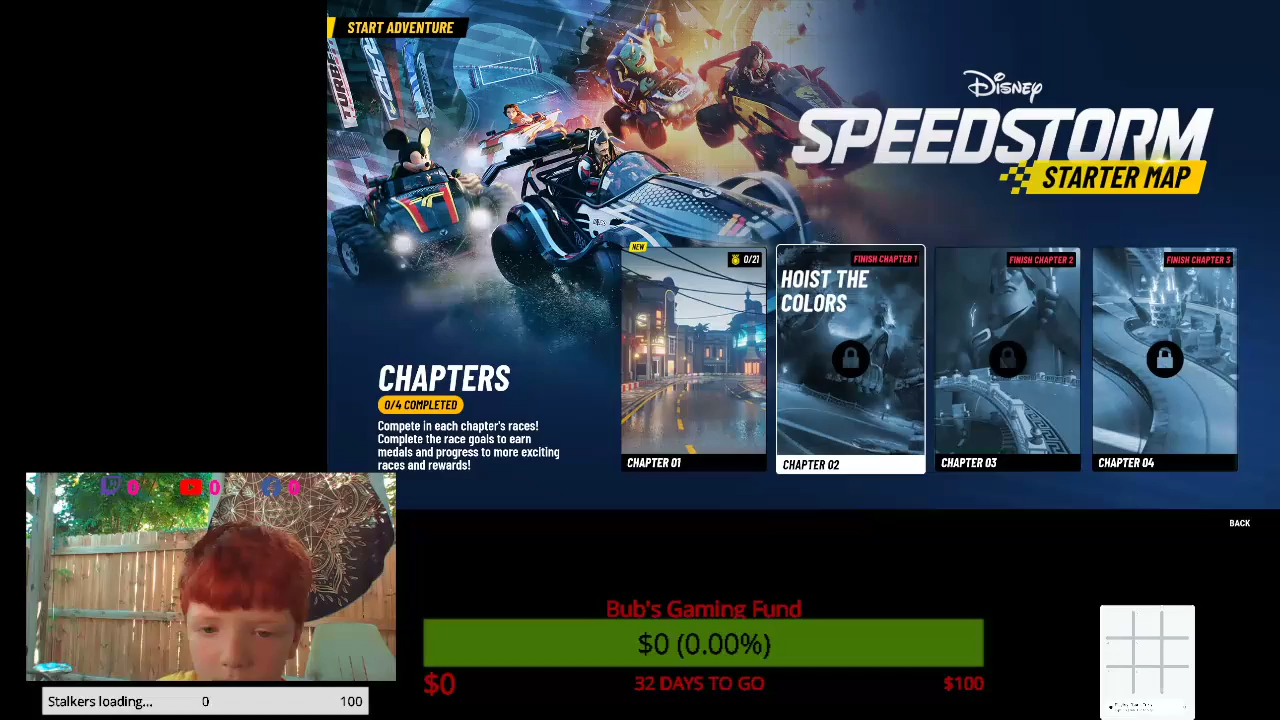 START ADVENTURE
DISNEY
SPEEDSTORM
STARTER MAP
NEW
0/21
FINISH CHAPTER 1
FINISH CHAPTER 2
FINISH CHAPTER 3
HOIST THE
COLORS
CHAPTERS
0/4 COMPLETED
Compete in each chapter's races!
Complete the race goals to earn
medals and progress to more exciting
races and rewards!
CHAPTER 01
CHAPTER 02
CHAPTER 03
CHAPTER 04
0 0 0
BACK
Bub's Gaming Fund
$0 (0.00%)
$0 32 DAYS TO GO $100
Stalkers loading... 0 100